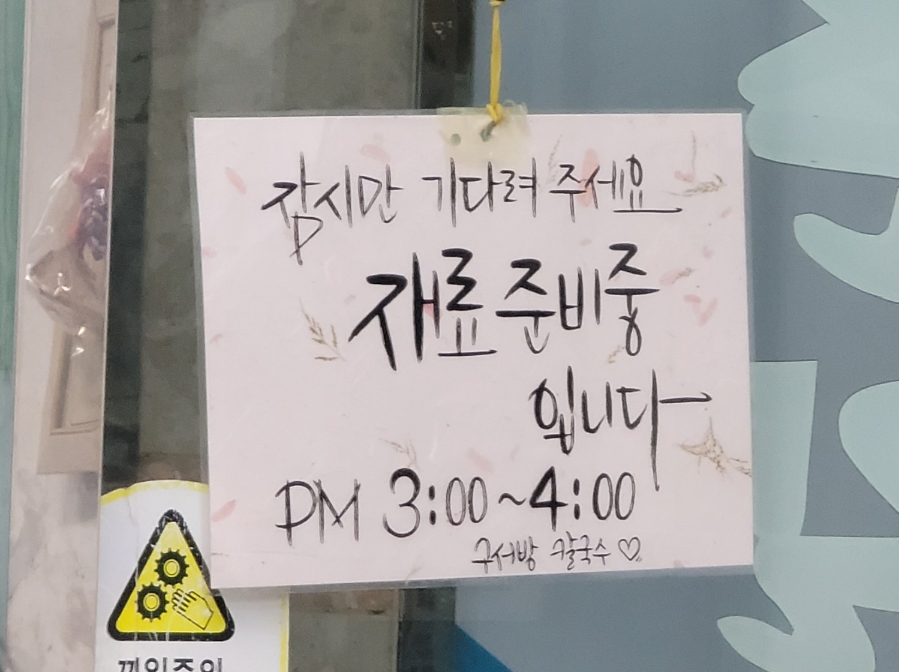 잠시만 기다려 주세요
재료준비중
입니다
PM 3:00~4:00
구서방 칼국수♡
끼임주의